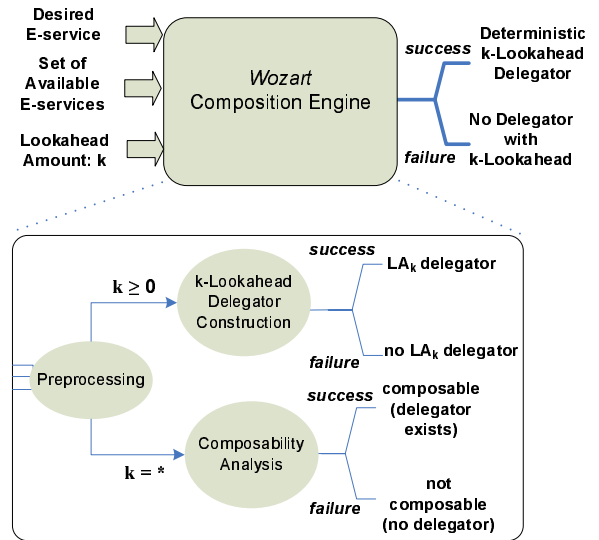 Desired
E-service
Set of
Available
E-services
Lookahead
Amount: k
Wozart
Composition Engine
success
Deterministic
k-Lookahead
Delegator
No Delegator
with
k-Lookahead
failure
Preprocessing
k ≥ 0
k-Lookahead
Delegator
Construction
success
LAk delegator
failure
no LAk delegator
k = *
Composability
Analysis
success
composable
(delegator
exists)
failure
not
composable
(no delegator)